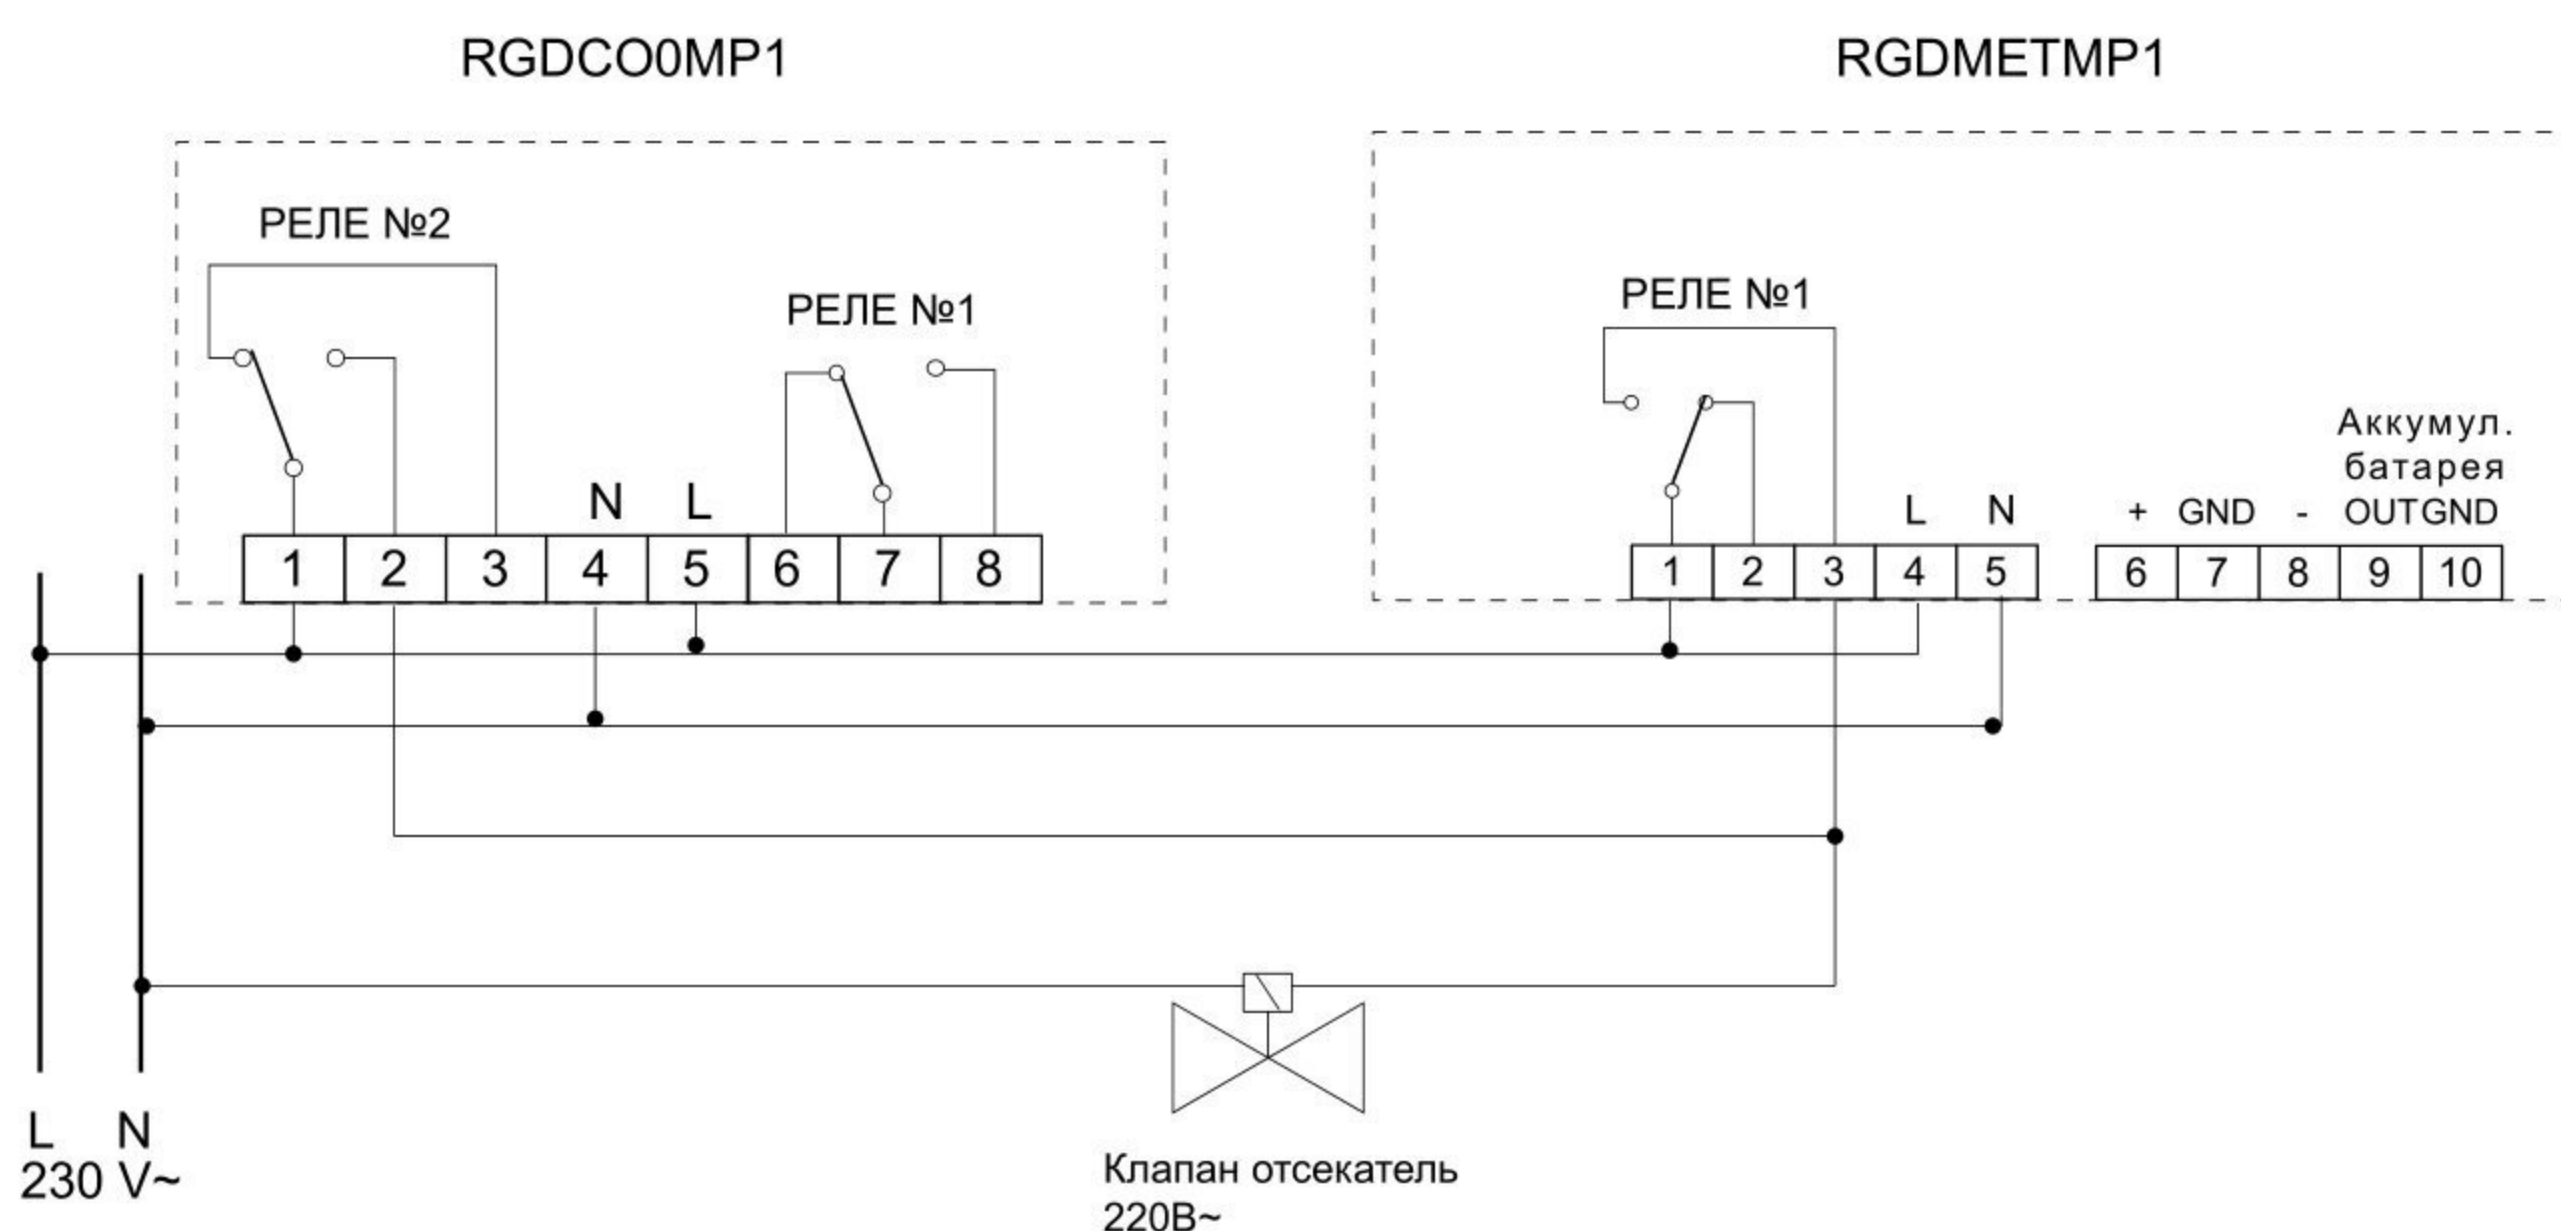 RGDCO0MP1
RGDMETMP1
РЕЛЕ №2
РЕЛЕ №1
РЕЛЕ №1
Аккумул.
батарея
N L
L N
+ GND - OUTGND
1 2 3 4 5 6 7 8
1 2 3 4 5
6 7 8 9 10
L N
230 V~
Клапан отсекатель
220В~